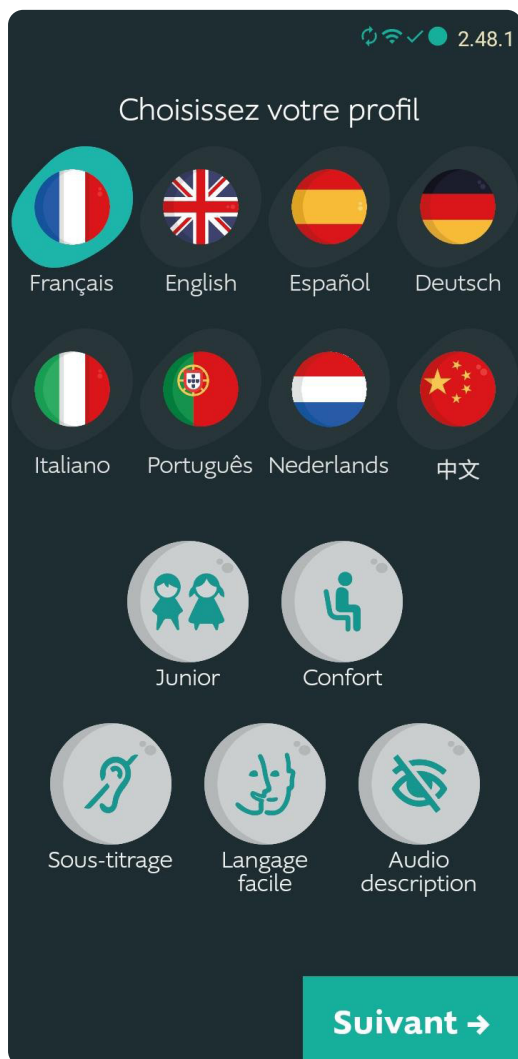 2.48.1
Choisissez votre profil
Français English Español Deutsch
Italiano Português Nederlands 中文
Junior Confort
Sous-titrage Langage facile Audio description
Suivant →